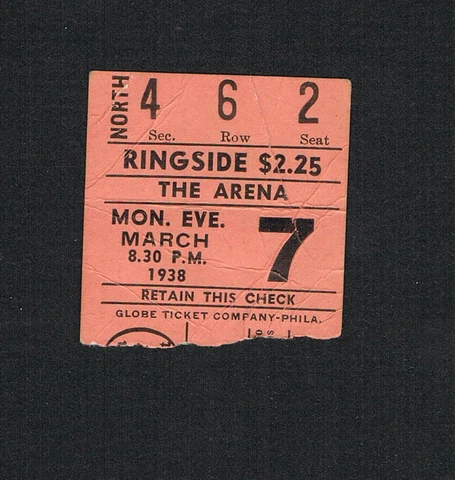 NORTH
4 6 2
Sec. Row Seat
RINGSIDE $2.25
THE ARENA
MON. EVE.
MARCH 7
8.30 P.M.
1938
RETAIN THIS CHECK
GLOBE TICKET COMPANY-PHILA.